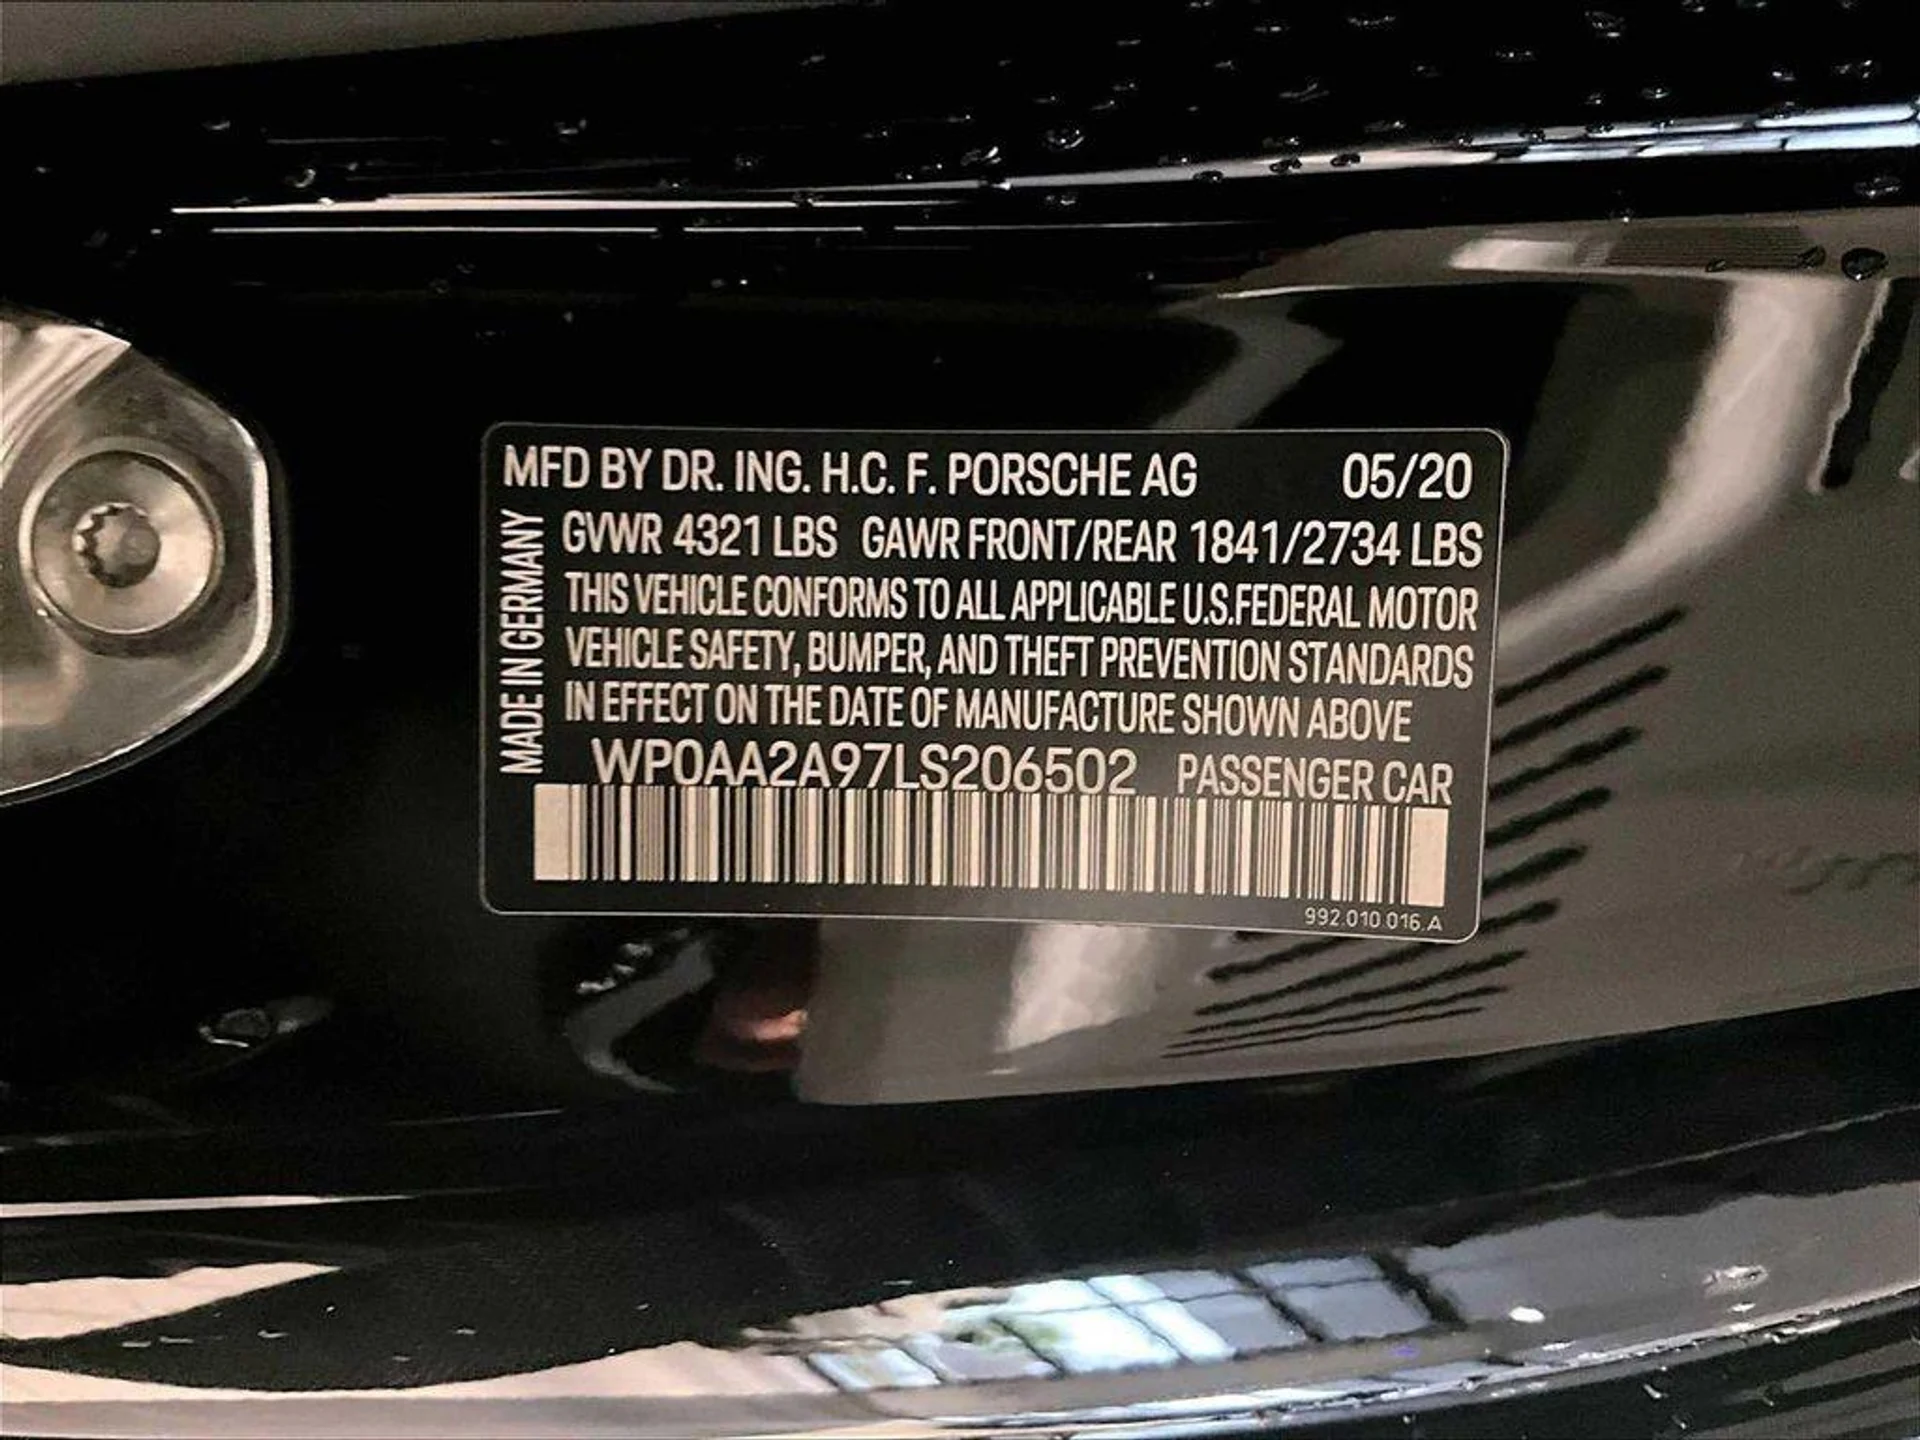 MFD BY DR. ING. H.C. F. PORSCHE AG 05/20
GVWR 4321 LBS GAWR FRONT/REAR 1841/2734 LBS
THIS VEHICLE CONFORMS TO ALL APPLICABLE U.S.FEDERAL MOTOR
VEHICLE SAFETY, BUMPER, AND THEFT PREVENTION STANDARDS
IN EFFECT ON THE DATE OF MANUFACTURE SHOWN ABOVE
WP0AA2A97LS206502 PASSENGER CAR
992.010.016.A
MADE IN GERMANY